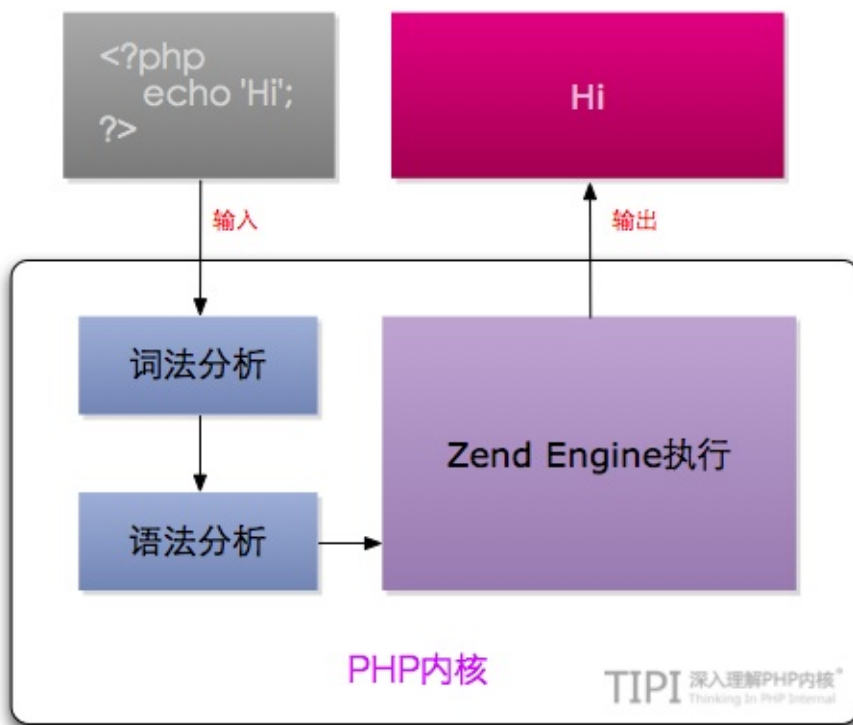 <?php
echo 'Hi';
?>
Hi
输入
输出
词法分析
语法分析
Zend Engine执行
PHP内核
TIPI 深入理解PHP内核
Thinking In PHP Internal